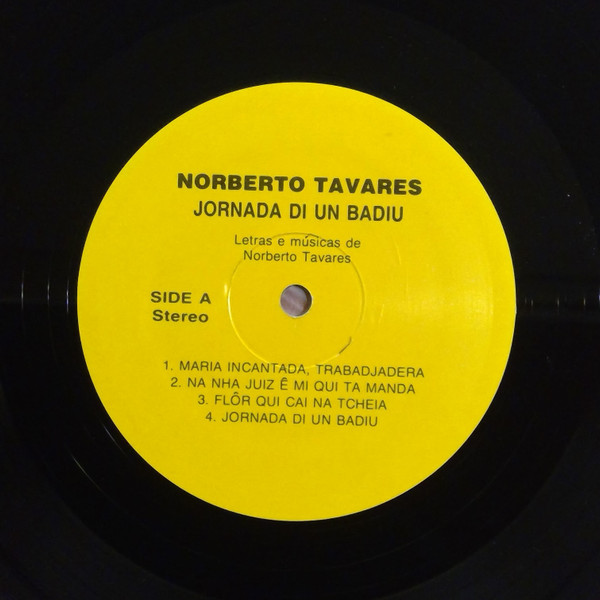 NORBERTO TAVARES
JORNADA DI UN BADIU
Letras e músicas de
Norberto Tavares
SIDE A
Stereo
1. MARIA INCANTADA, TRABADJADERA
2. NA NHA JUIZ Ê MI QUI TA MANDA
3. FLÔR QUI CAI NA TCHEIA
4. JORNADA DI UN BADIU